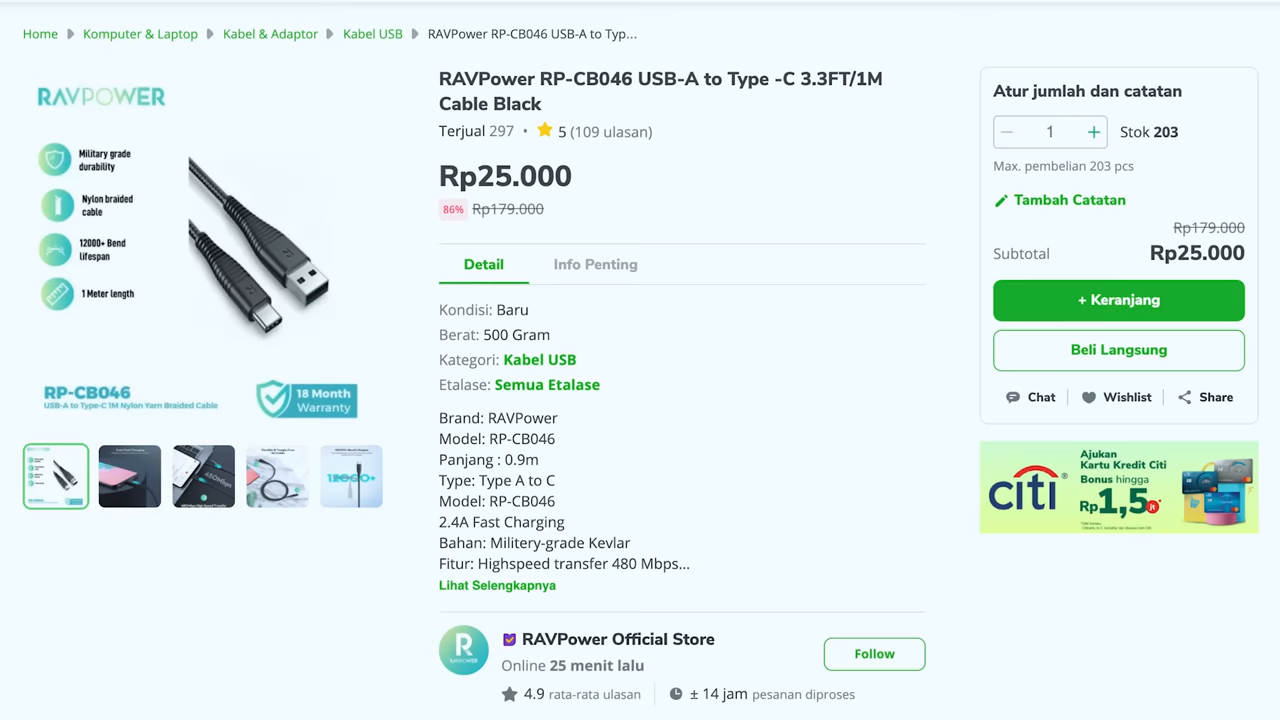 Home
Komputer & Laptop
Kabel & Adaptor
Kabel USB
RAVPower RP-CB046 USB-A to Typ...
RAVPOWER
Military grade
durability
Nylon braided
cable
12000+ Bend
lifespan
1 Meter length
RP-CB046
USB-A to Type-C 1M Nylon Yarn Braided Cable
18 Month
Warranty
RAVPower RP-CB046 USB-A to Type -C 3.3FT/1M
Cable Black
Terjual 297 • 5 (109 ulasan)
Rp25.000
86% Rp179.000
Detail
Info Penting
Kondisi: Baru
Berat: 500 Gram
Kategori: Kabel USB
Etalase: Semua Etalase
Brand: RAVPower
Model: RP-CB046
Panjang : 0.9m
Type: Type A to C
Model: RP-CB046
2.4A Fast Charging
Bahan: Militery-grade Kevlar
Fitur: Highspeed transfer 480 Mbps...
Lihat Selengkapnya
R
RAVPOWER
RAVPower Official Store
Online 25 menit lalu
Follow
4.9 rata-rata ulasan
± 14 jam pesanan diproses
Atur jumlah dan catatan
1
Stok 203
Max. pembelian 203 pcs
Tambah Catatan
Rp179.000
Subtotal Rp25.000
+ Keranjang
Beli Langsung
Chat
Wishlist
Share
citi
Ajukan
Kartu Kredit Citi
Bonus hingga
Rp1,5 jt*